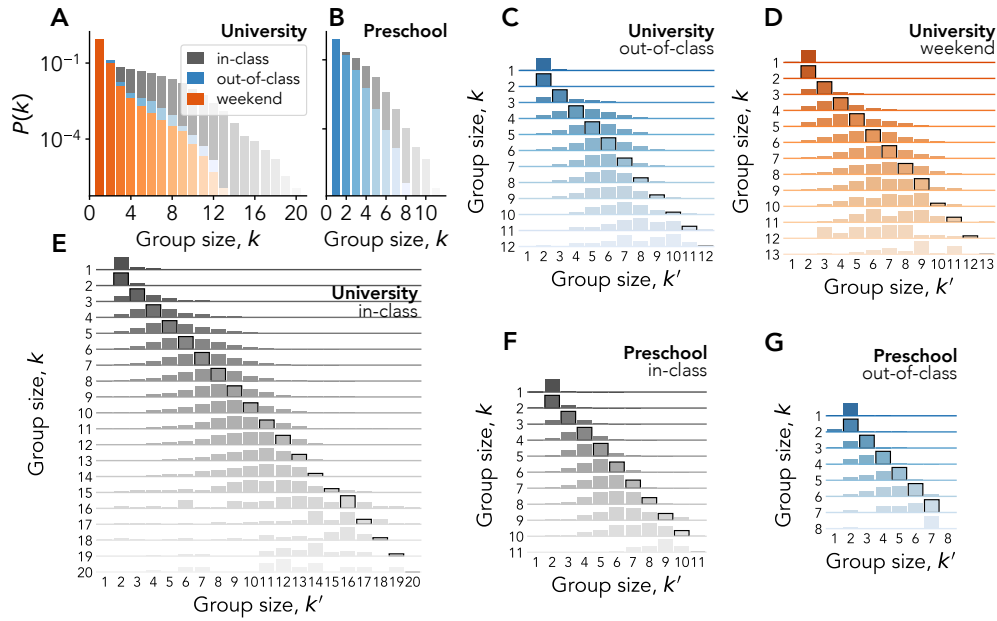 A
University
in-class
out-of-class
weekend
10⁻¹
10⁻⁴
P(k)
0 4 8 12 16 20
Group size, k
B
Preschool
0 2 4 6 8 10
Group size, k
C
University
out-of-class
1
2
3
4
5
6
7
8
9
10
11
12
Group size, k
1 2 3 4 5 6 7 8 9 10 11 12
Group size, k′
D
University
weekend
1
2
3
4
5
6
7
8
9
10
11
12
13
Group size, k
1 2 3 4 5 6 7 8 9 10 11 12 13
Group size, k′
E
University
in-class
1
2
3
4
5
6
7
8
9
10
11
12
13
14
15
16
17
18
19
20
Group size, k
1 2 3 4 5 6 7 8 9 10 11 12 13 14 15 16 17 18 19 20
Group size, k′
F
Preschool
in-class
1
2
3
4
5
6
7
8
9
10
11
Group size, k
1 2 3 4 5 6 7 8 9 10 11
Group size, k′
G
Preschool
out-of-class
1
2
3
4
5
6
7
8
Group size, k
1 2 3 4 5 6 7 8
Group size, k′